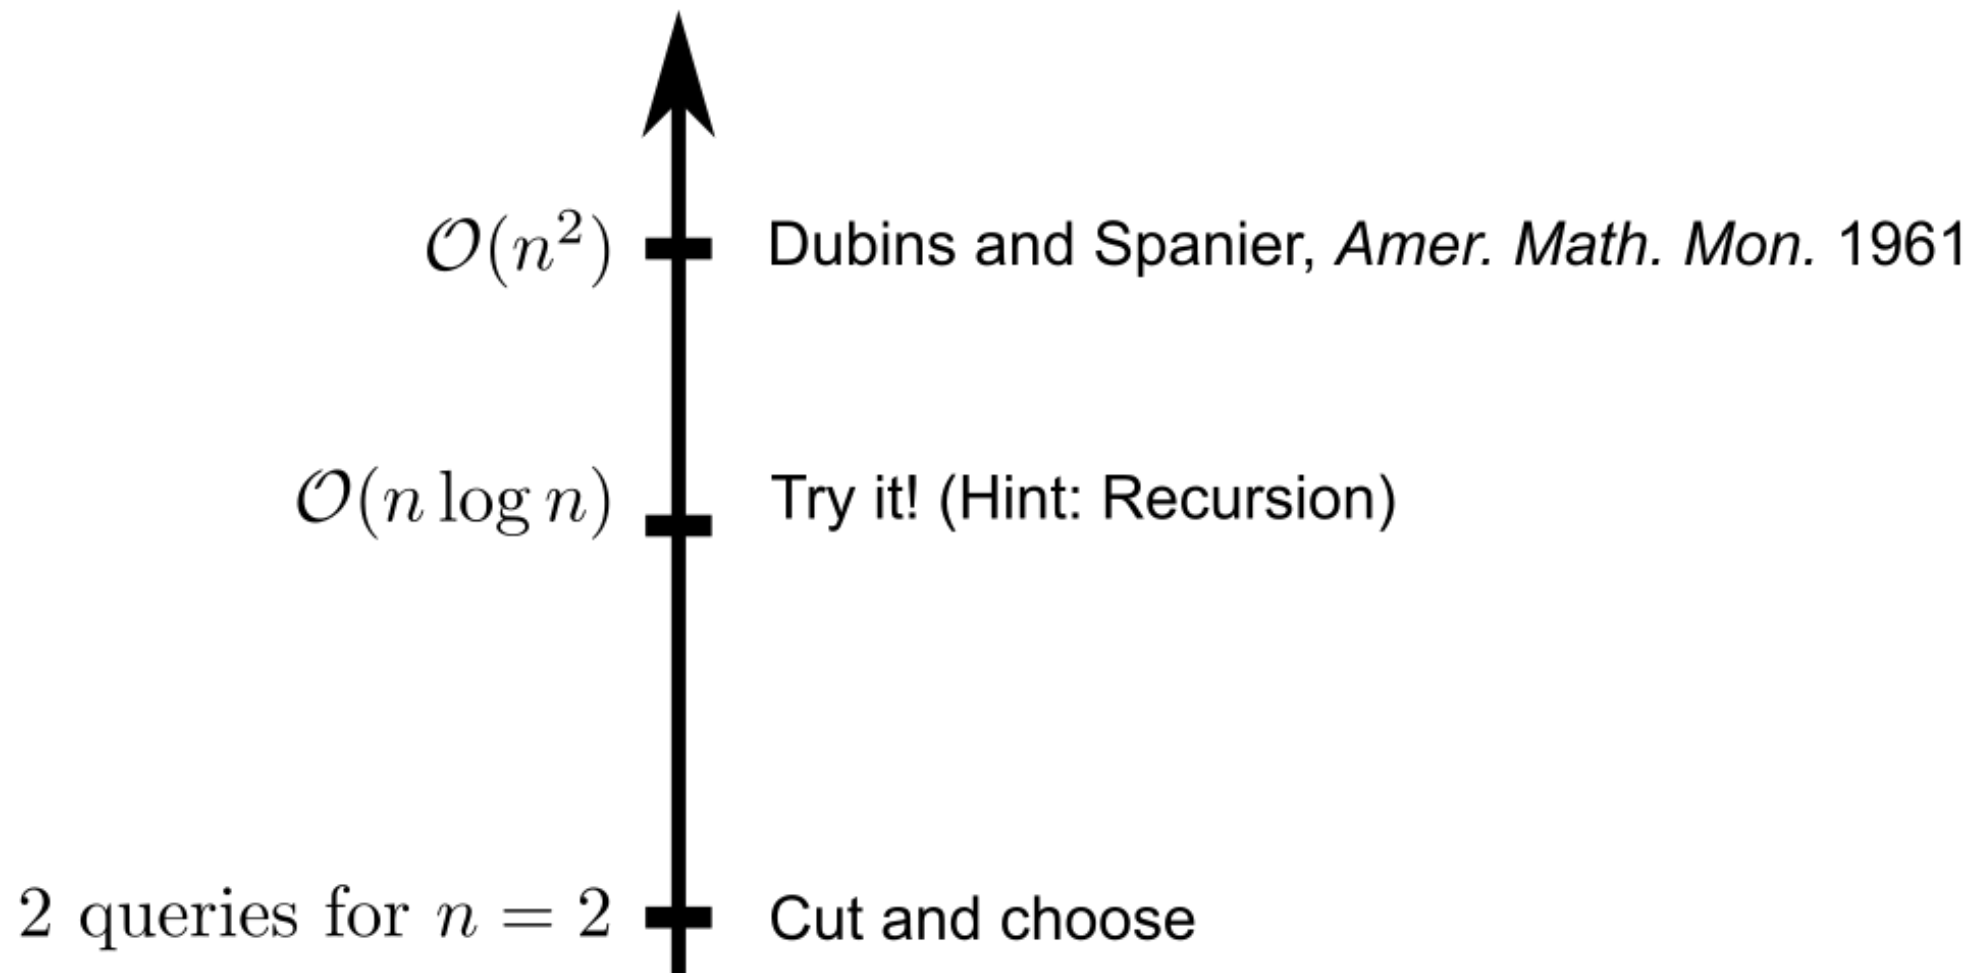 𝒪(n²) Dubins and Spanier, Amer. Math. Mon. 1961
𝒪(n log n) Try it! (Hint: Recursion)
2 queries for n = 2 Cut and choose